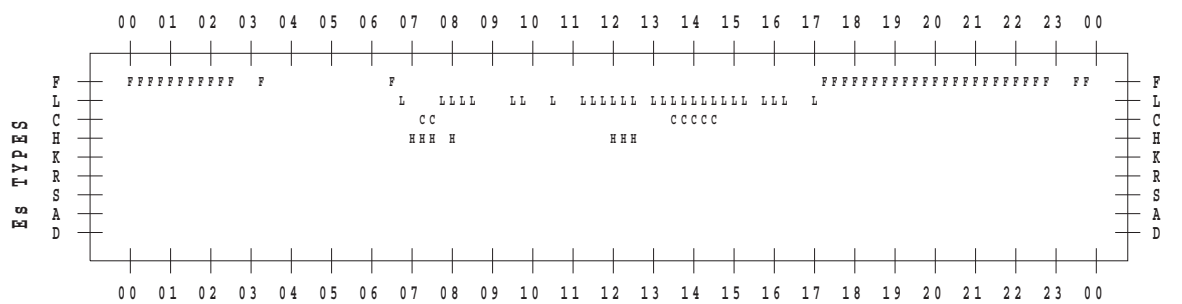 00 01 02 03 04 05 06 07 08 09 10 11 12 13 14 15 16 17 18 19 20 21 22 23 00
F FFFFFFFFFFF F F FFFFFFFFFFFFFFFFFFFFFFF FF F
L L LLLL LL L LLLLLL LLLLLLLLLL LLL L L
C CC CCCCC C
H HHH H HHH H
K K
R R
S S
A A
D D
Es TYPES
00 01 02 03 04 05 06 07 08 09 10 11 12 13 14 15 16 17 18 19 20 21 22 23 00